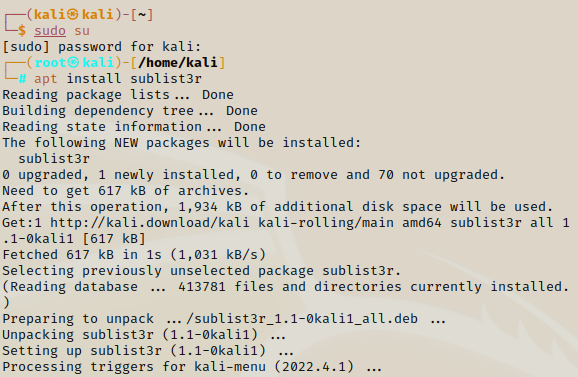 ┌──(kali㉿kali)-[~]
└─$ sudo su
[sudo] password for kali:
┌──(root㉿kali)-[/home/kali]
└─# apt install sublist3r
Reading package lists... Done
Building dependency tree... Done
Reading state information... Done
The following NEW packages will be installed:
  sublist3r
0 upgraded, 1 newly installed, 0 to remove and 70 not upgraded.
Need to get 617 kB of archives.
After this operation, 1,934 kB of additional disk space will be used.
Get:1 http://kali.download/kali kali-rolling/main amd64 sublist3r all 1
.1-0kali1 [617 kB]
Fetched 617 kB in 1s (1,031 kB/s)
Selecting previously unselected package sublist3r.
(Reading database ... 413781 files and directories currently installed.
)
Preparing to unpack .../sublist3r_1.1-0kali1_all.deb ...
Unpacking sublist3r (1.1-0kali1) ...
Setting up sublist3r (1.1-0kali1) ...
Processing triggers for kali-menu (2022.4.1) ...